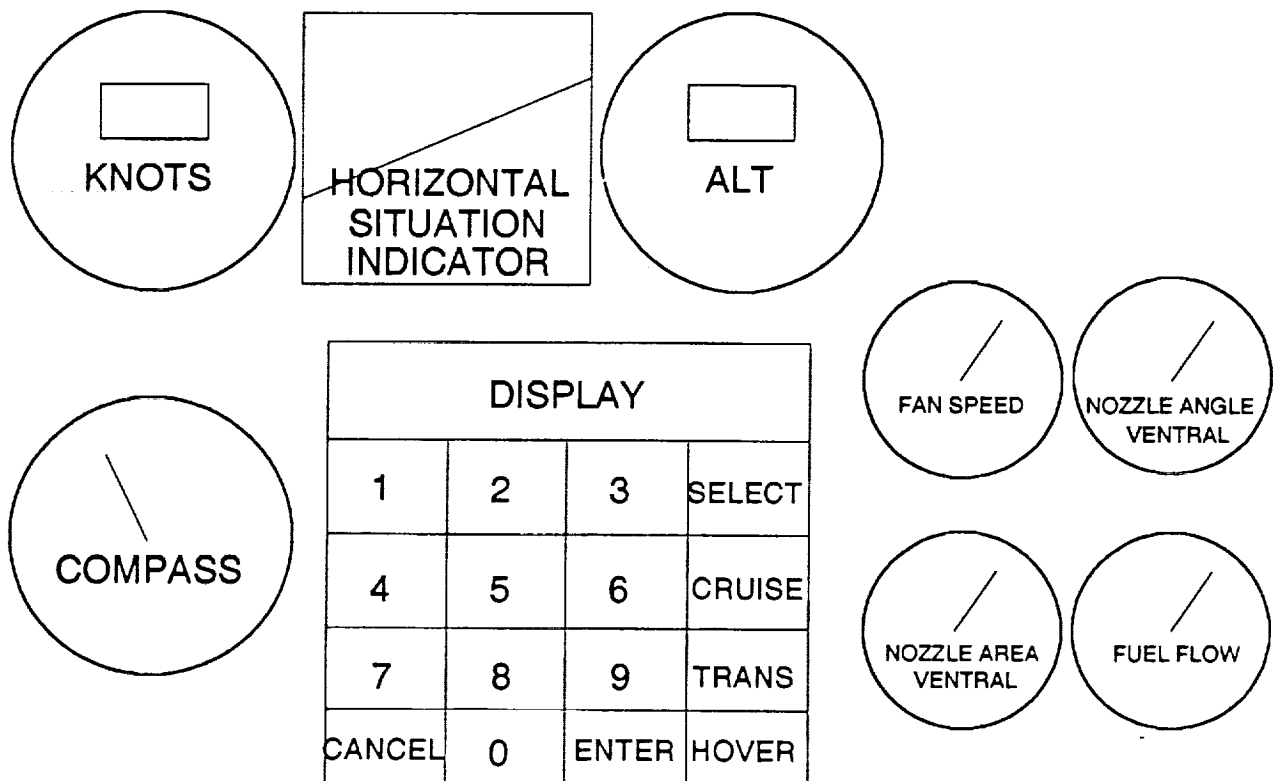 KNOTS
HORIZONTAL
SITUATION
INDICATOR
ALT
FAN SPEED
NOZZLE ANGLE
VENTRAL
COMPASS
DISPLAY
1 2 3 SELECT
4 5 6 CRUISE
7 8 9 TRANS
CANCEL 0 ENTER HOVER
NOZZLE AREA
VENTRAL
FUEL FLOW